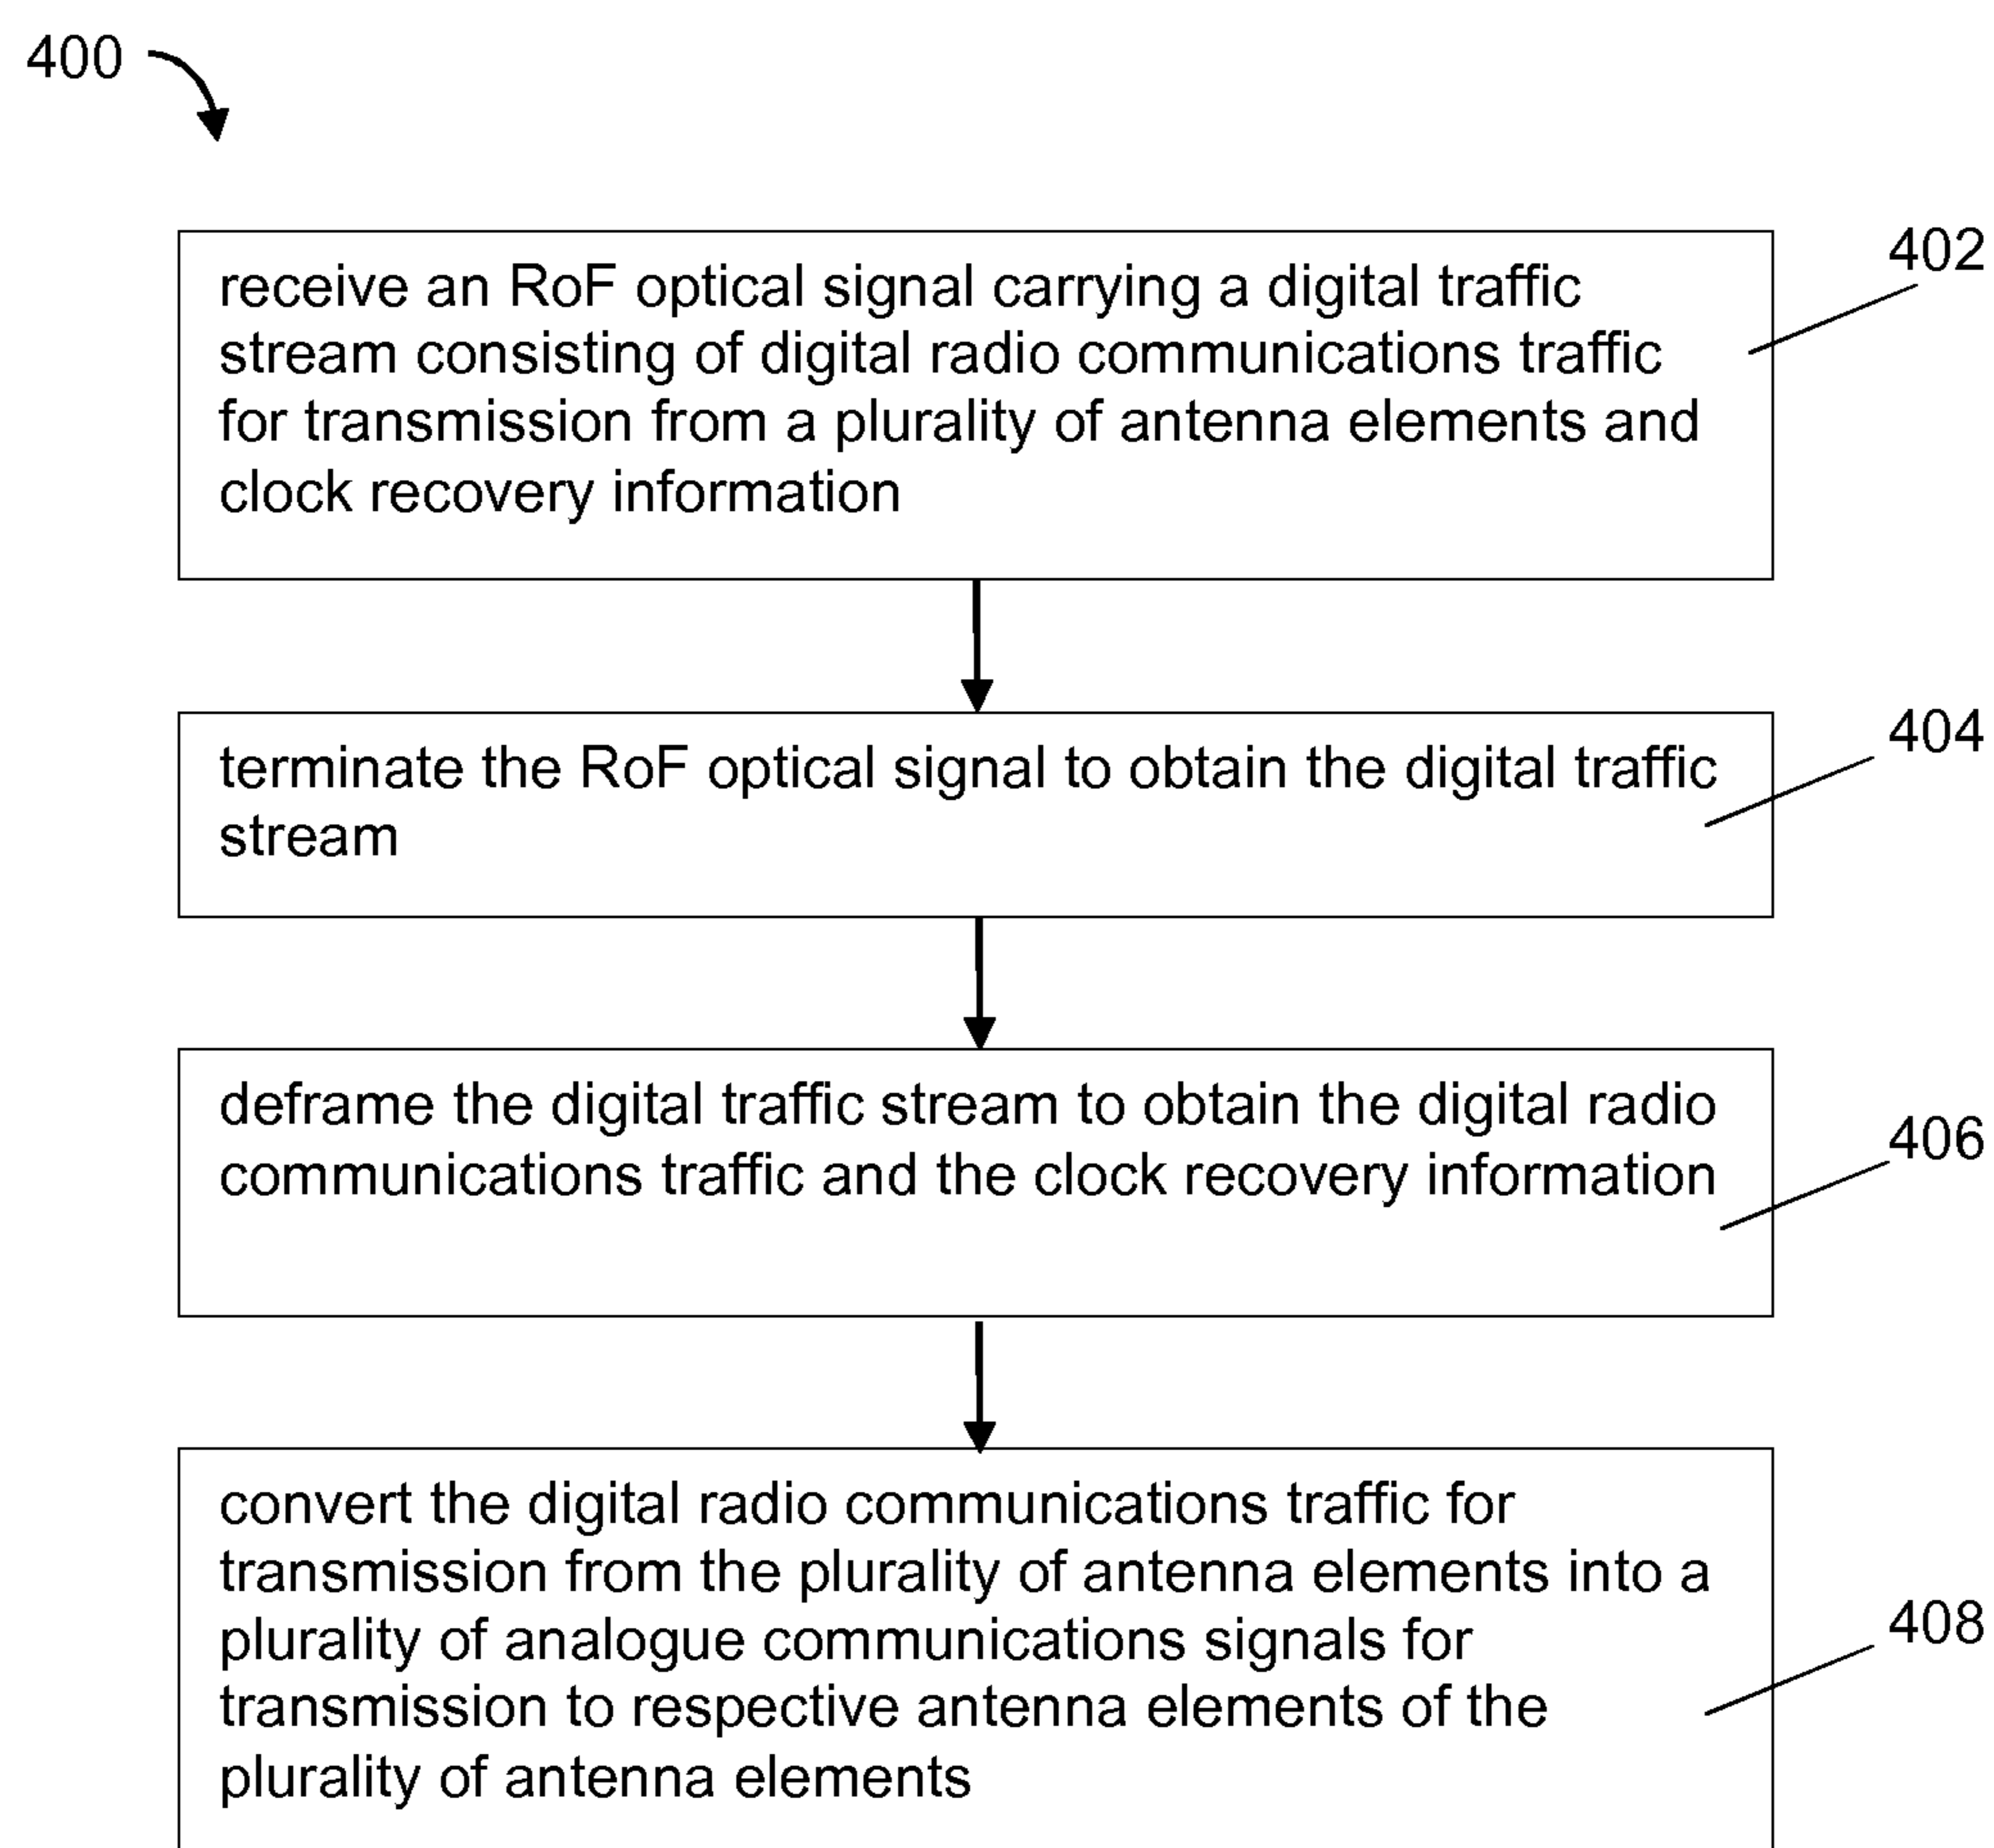 400
402
receive an RoF optical signal carrying a digital traffic
stream consisting of digital radio communications traffic
for transmission from a plurality of antenna elements and
clock recovery information
404
terminate the RoF optical signal to obtain the digital traffic
stream
406
deframe the digital traffic stream to obtain the digital radio
communications traffic and the clock recovery information
408
convert the digital radio communications traffic for
transmission from the plurality of antenna elements into a
plurality of analogue communications signals for
transmission to respective antenna elements of the
plurality of antenna elements